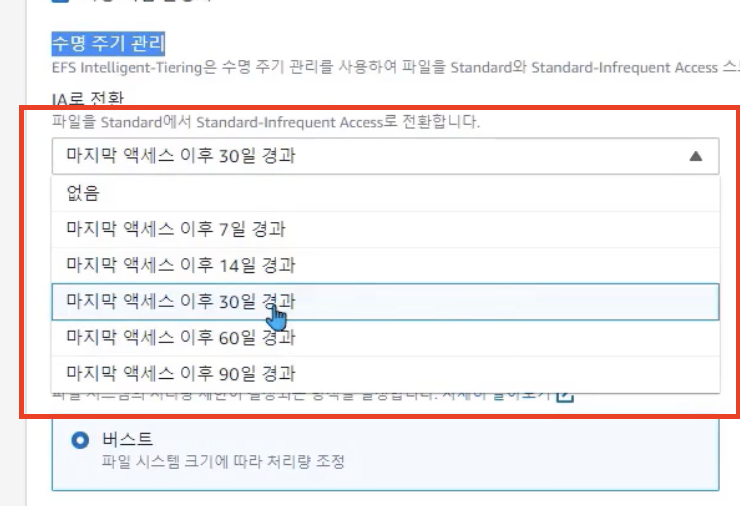 수명 주기 관리
EFS Intelligent-Tiering은 수명 주기 관리를 사용하여 파일을 Standard와 Standard-Infrequent Access
IA로 전환
파일을 Standard에서 Standard-Infrequent Access로 전환합니다.
마지막 액세스 이후 30일 경과
없음
마지막 액세스 이후 7일 경과
마지막 액세스 이후 14일 경과
마지막 액세스 이후 30일 경과
마지막 액세스 이후 60일 경과
마지막 액세스 이후 90일 경과
버스트
파일 시스템 크기에 따라 처리량 조정